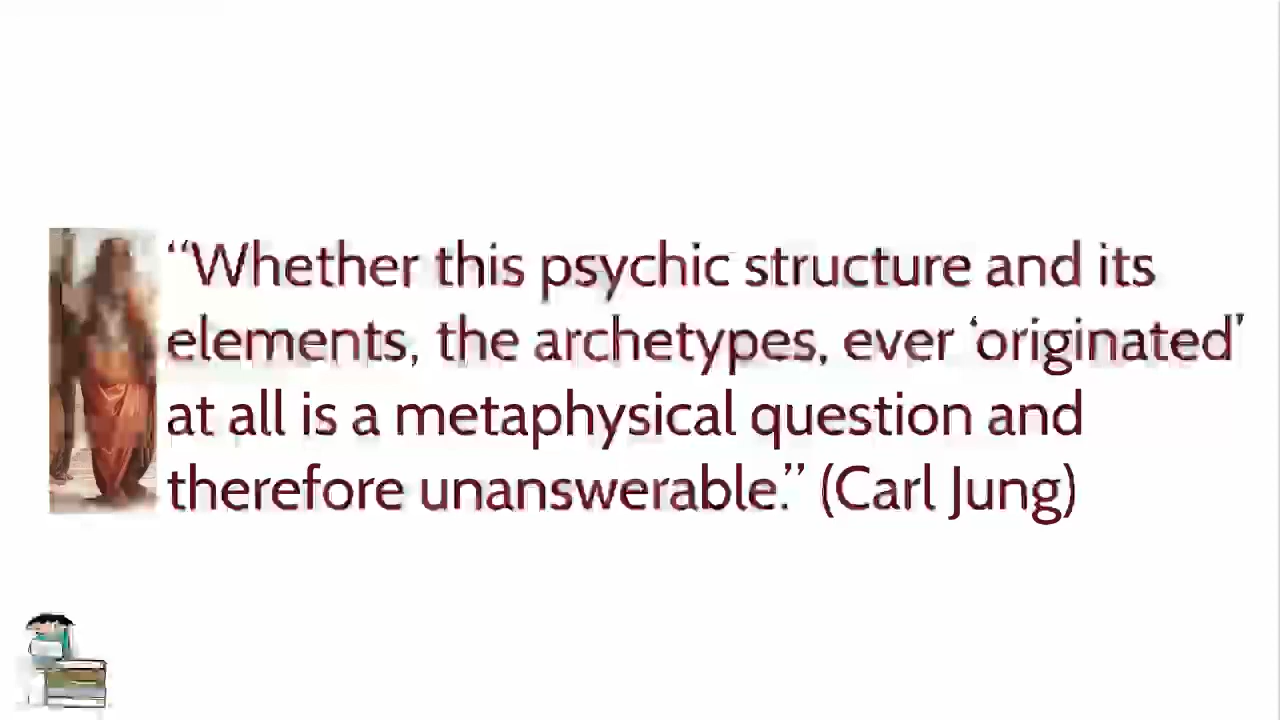 “Whether this psychic structure and its
elements, the archetypes, ever ‘originated’
at all is a metaphysical question and
therefore unanswerable.” (Carl Jung)